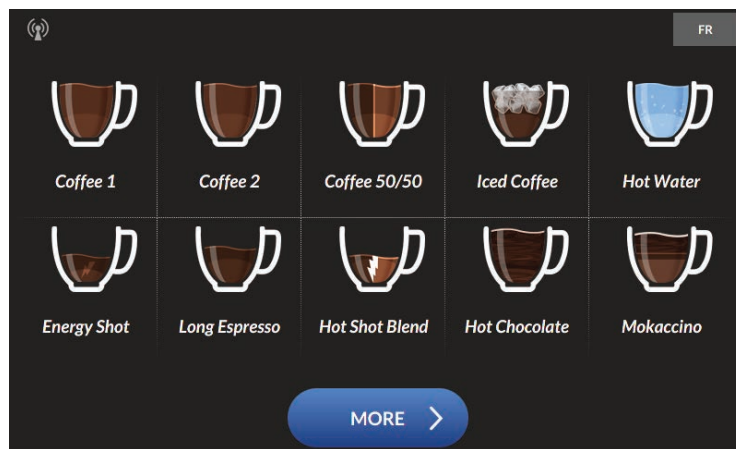 FR
Coffee 1
Coffee 2
Coffee 50/50
Iced Coffee
Hot Water
Energy Shot
Long Espresso
Hot Shot Blend
Hot Chocolate
Mokaccino
MORE